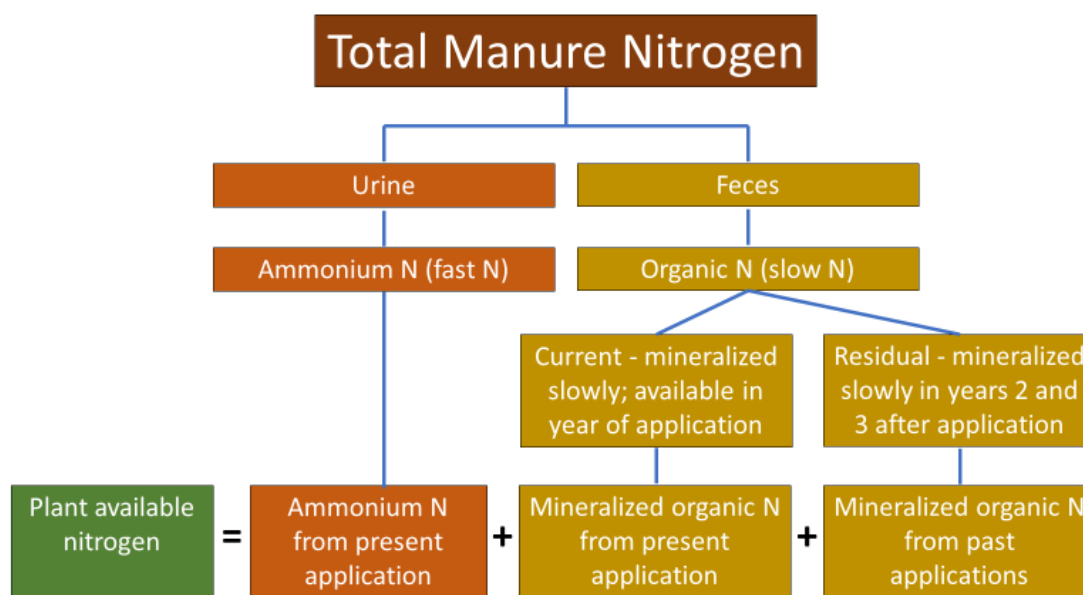 Total Manure Nitrogen
Urine
Feces
Ammonium N (fast N)
Organic N (slow N)
Current - mineralized
slowly; available in
year of application
Residual - mineralized
slowly in years 2 and
3 after application
Plant available
nitrogen
=
Ammonium N
from present
application
+
Mineralized organic N
from present
application
+
Mineralized organic N
from past
applications